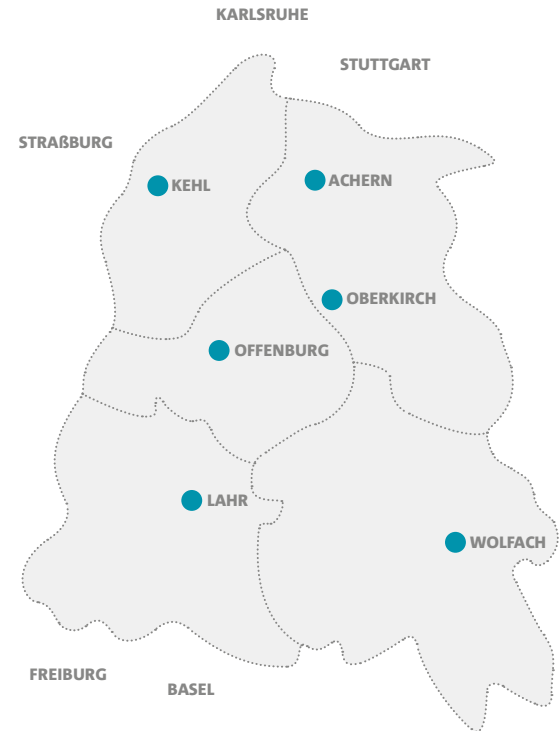 KARLSRUHE
STUTTGART
STRAßBURG
KEHL
ACHERN
OBERKIRCH
OFFENBURG
LAHR
WOLFACH
FREIBURG
BASEL